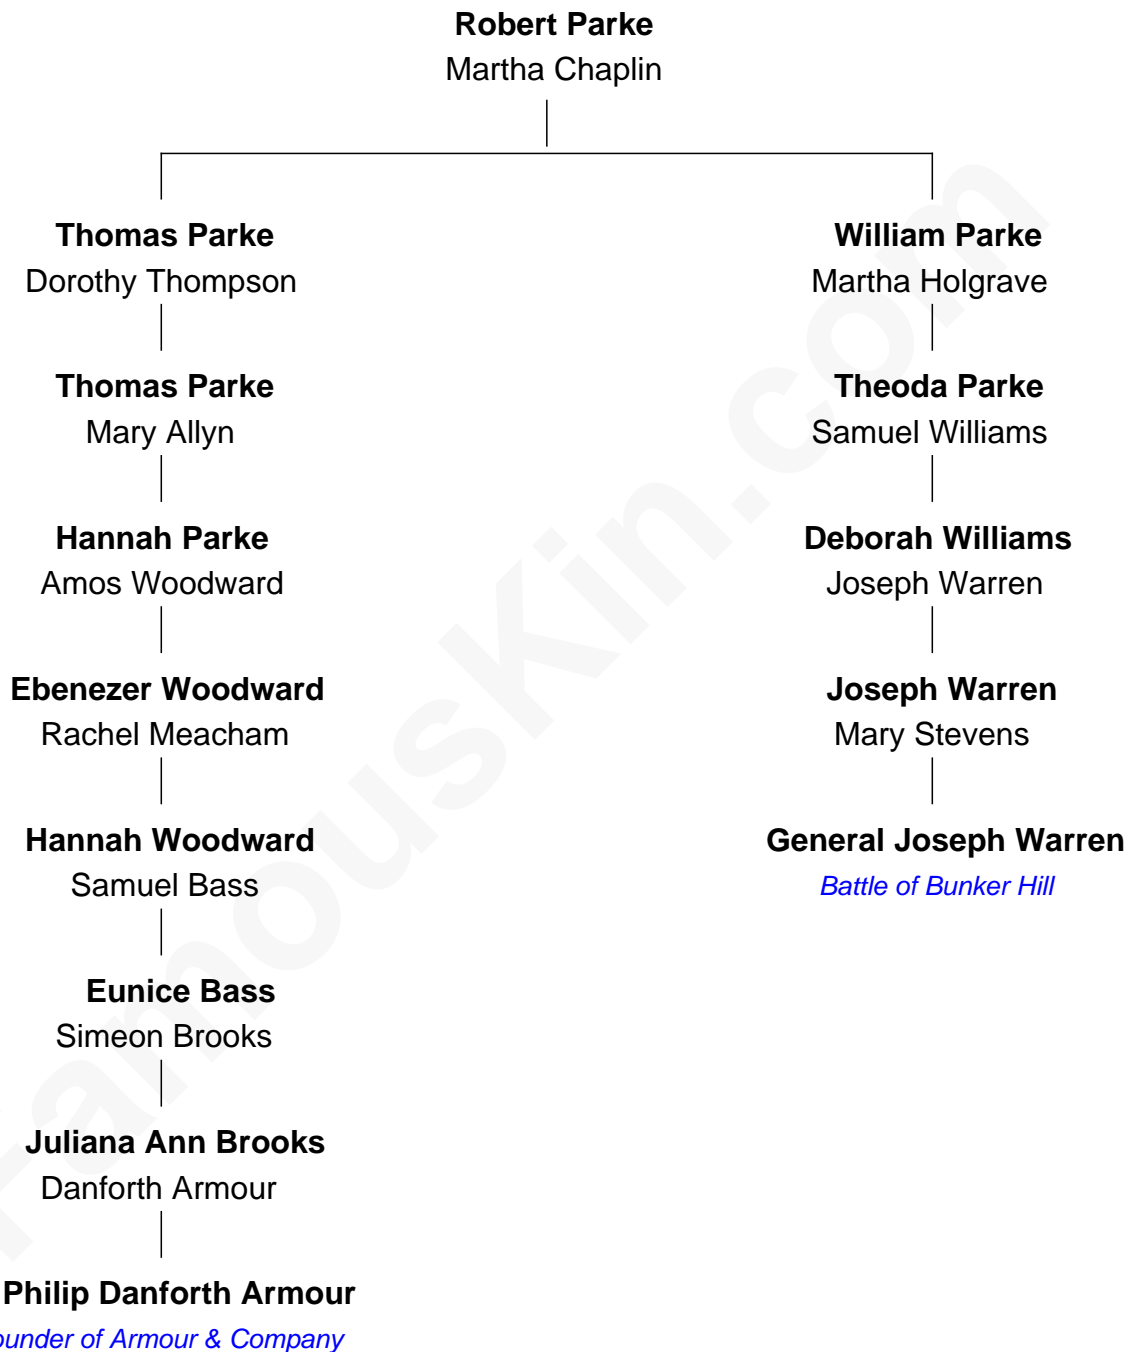 Robert Parke
Martha Chaplin
Thomas Parke
Dorothy Thompson
William Parke
Martha Holgrave
Thomas Parke
Mary Allyn
Theoda Parke
Samuel Williams
Hannah Parke
Amos Woodward
Deborah Williams
Joseph Warren
Ebenezer Woodward
Rachel Meacham
Joseph Warren
Mary Stevens
Hannah Woodward
Samuel Bass
General Joseph Warren
Battle of Bunker Hill
Eunice Bass
Simeon Brooks
Juliana Ann Brooks
Danforth Armour
Philip Danforth Armour
ounder of Armour & Company
FamousKin.com